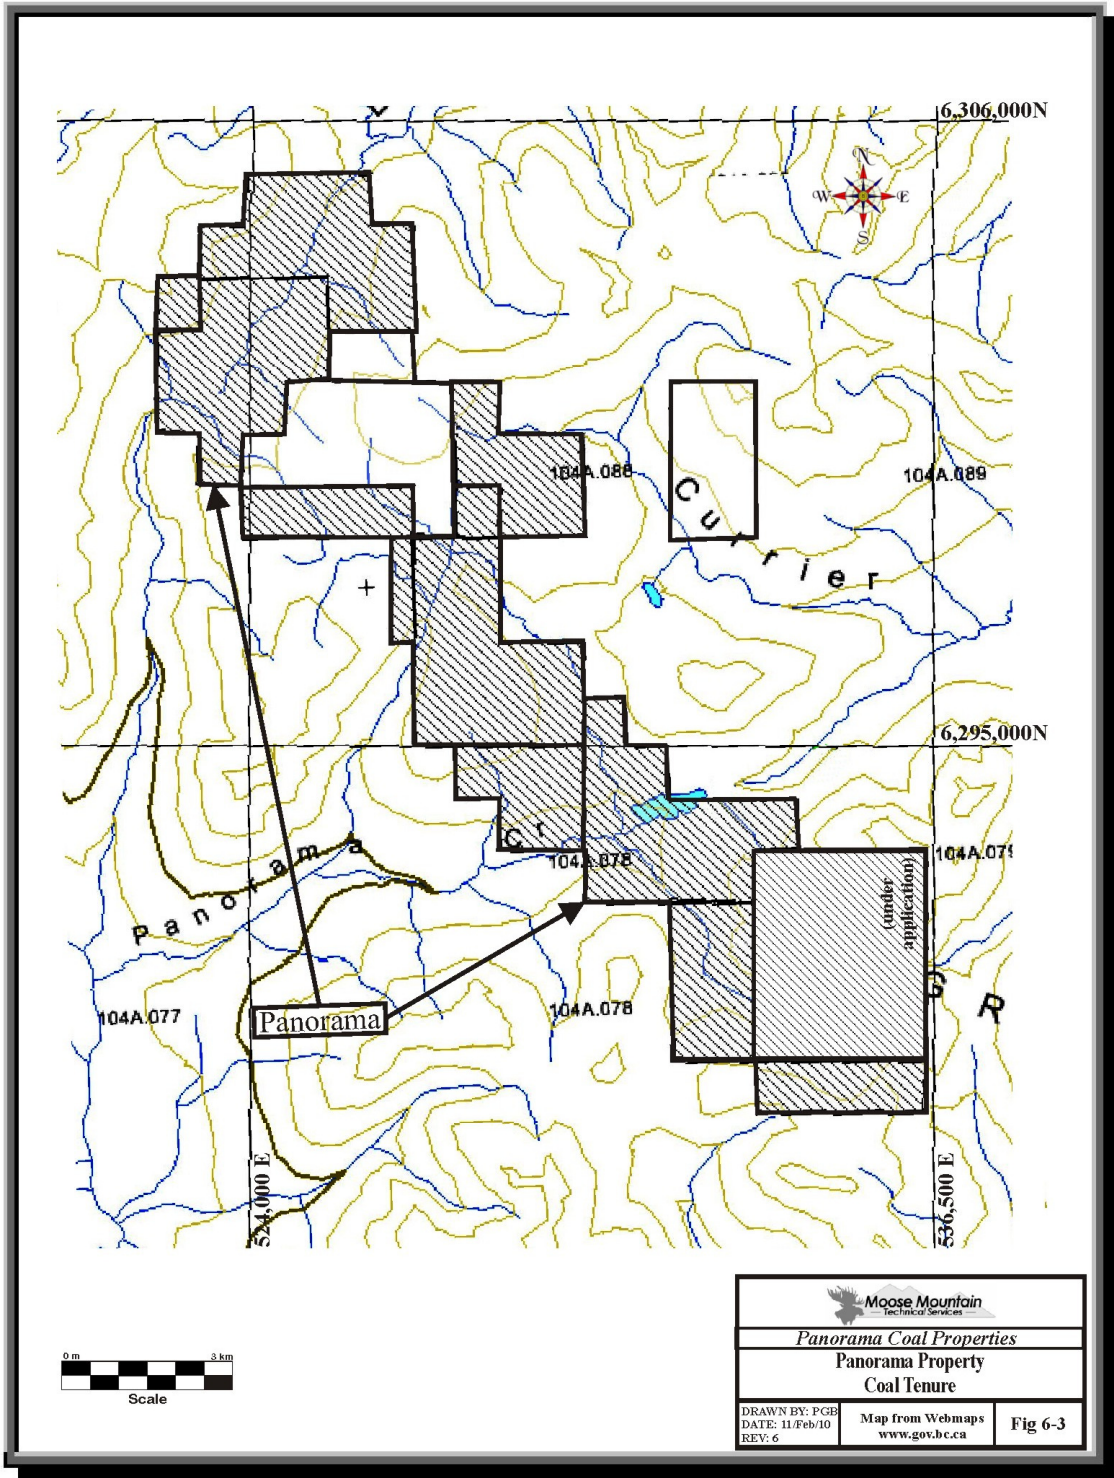 6,306,000N
N
W E
S
104A.088
104A.089
Currier
6,295,000N
Panorama
Cr
104A.078
104A.079
(under
application)
G R
104A.077
Panorama
104A.078
524,000 E
536,500 E
Moose Mountain
Technical Services
Panorama Coal Properties
Panorama Property
Coal Tenure
0 m 3 km
Scale
DRAWN BY: PGB
DATE: 11/Feb/10
REV: 6
Map from Webmaps
www.gov.bc.ca
Fig 6-3